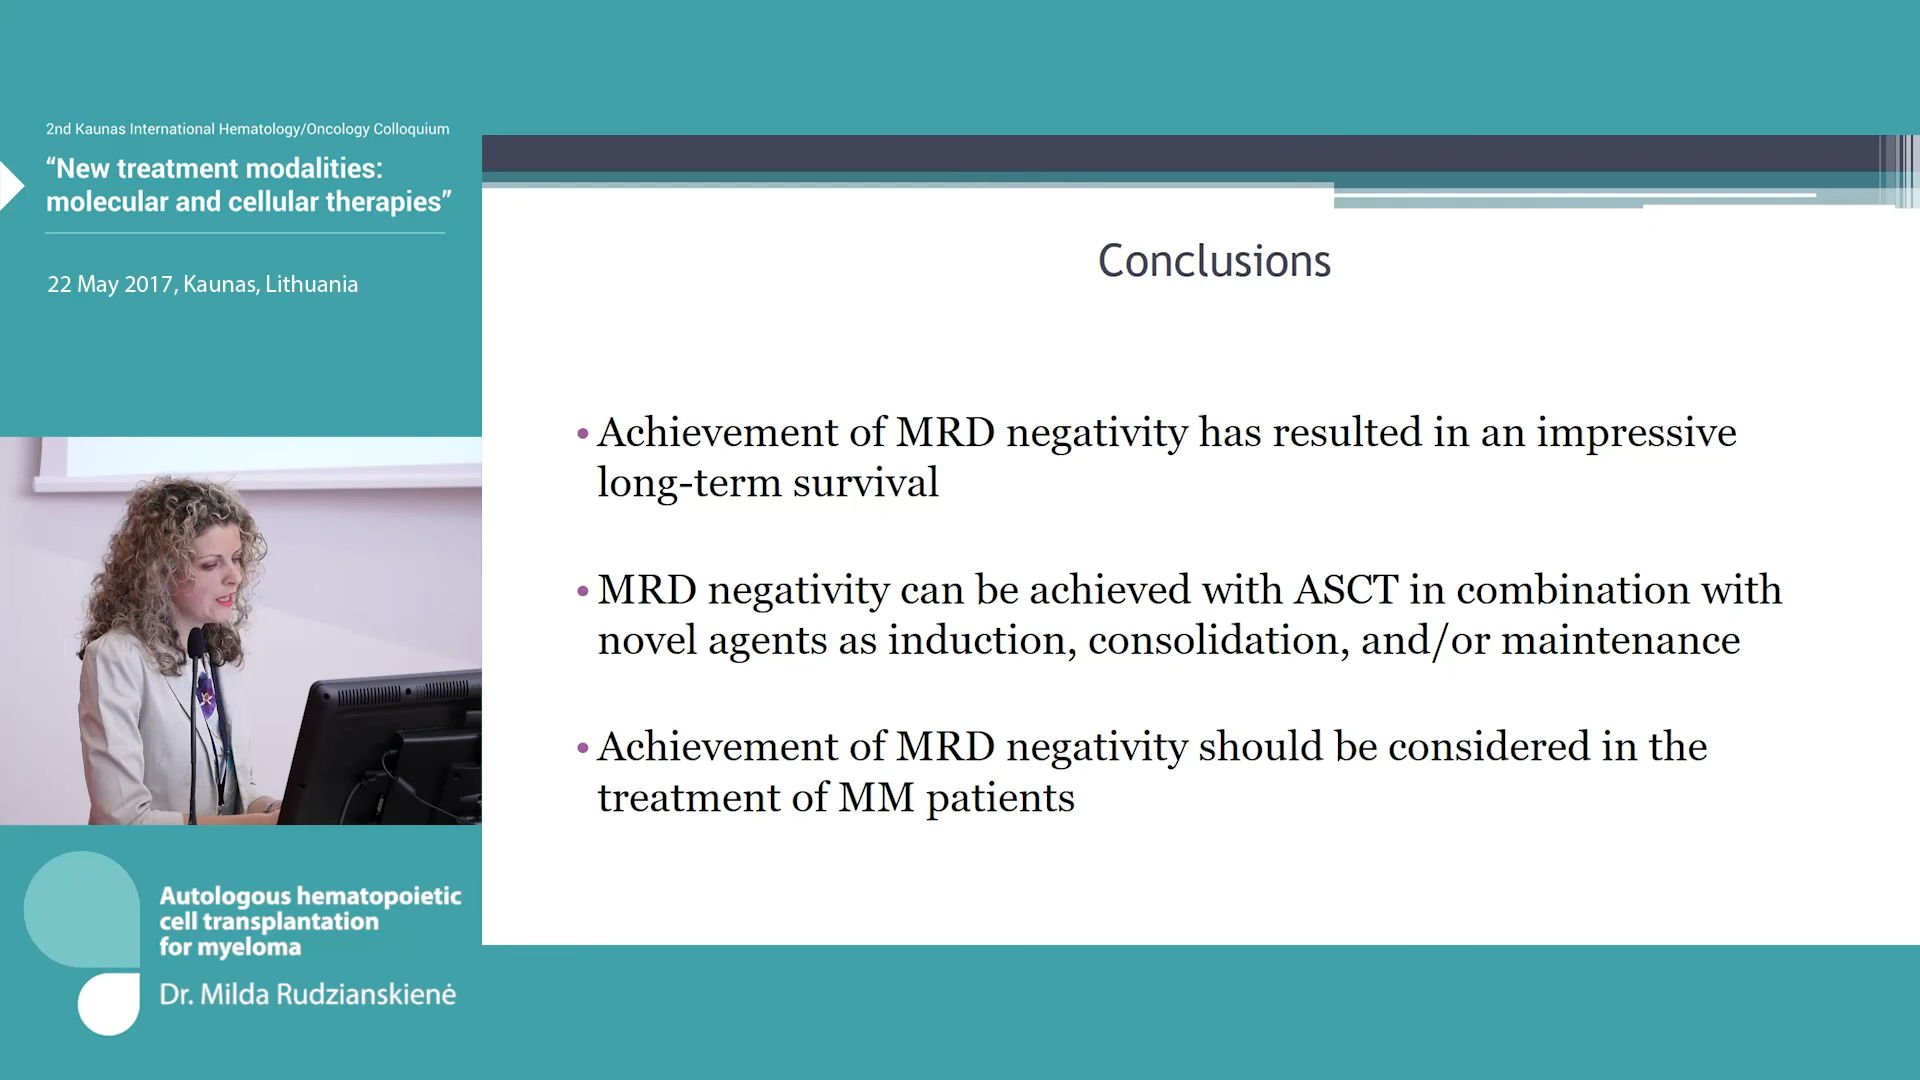 2nd Kaunas International Hematology/Oncology Colloquium
“New treatment modalities:
molecular and cellular therapies”
22 May 2017, Kaunas, Lithuania
Conclusions
• Achievement of MRD negativity has resulted in an impressive
long-term survival
• MRD negativity can be achieved with ASCT in combination with
novel agents as induction, consolidation, and/or maintenance
• Achievement of MRD negativity should be considered in the
treatment of MM patients
Autologous hematopoietic
cell transplantation
for myeloma
Dr. Milda Rudzianskienė